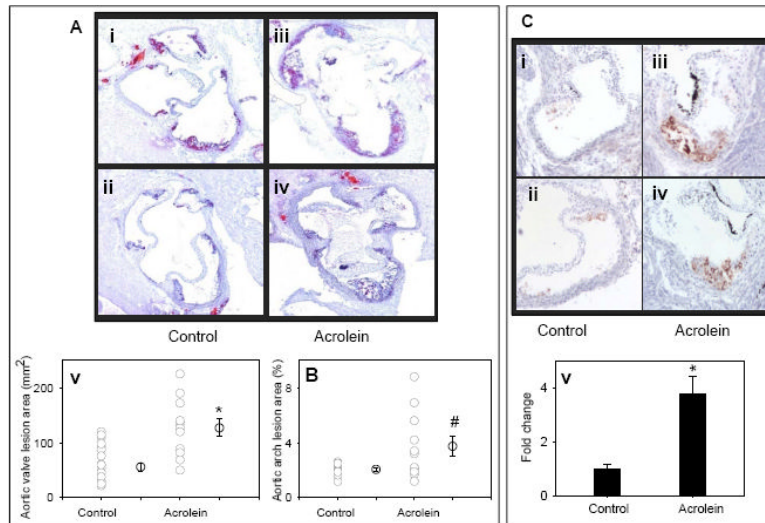 A
i
iii
ii
iv
Control Acrolein
v
Aortic valve lesion area (mm2)
200
100
0
*
Control Acrolein
B
Aortic arch lesion area (%)
8
4
0
#
Control Acrolein
C
i
iii
ii
iv
Control Acrolein
v
Fold change
4
2
0
*
Control Acrolein